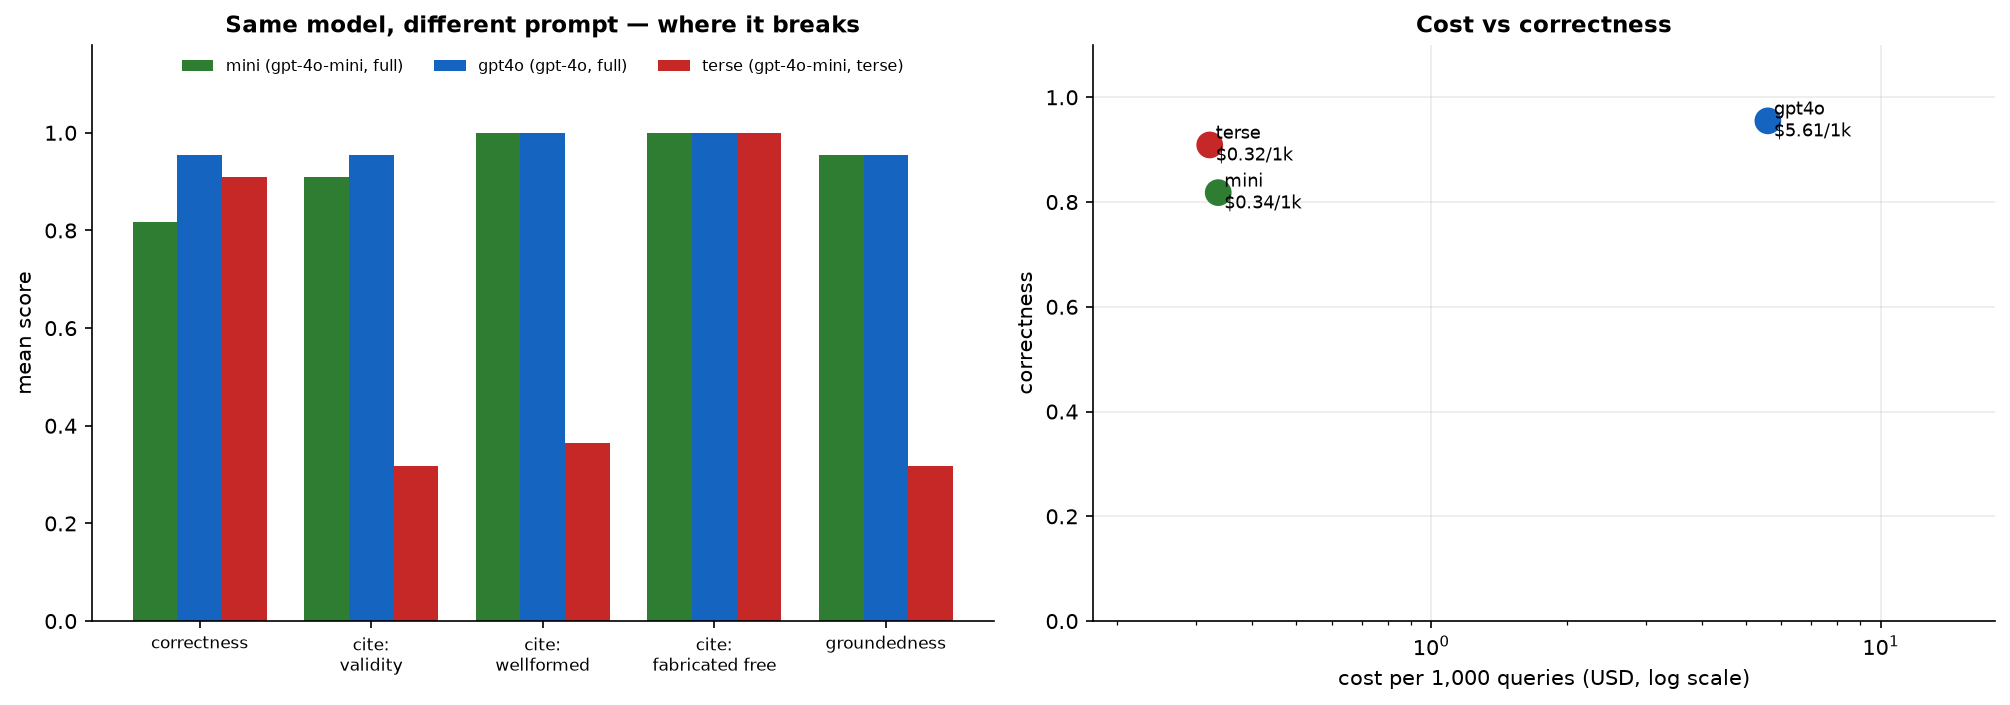 Same model, different prompt — where it breaks
mini (gpt-4o-mini, full)
gpt4o (gpt-4o, full)
terse (gpt-4o-mini, terse)
mean score
1.0
0.8
0.6
0.4
0.2
0.0
correctness
cite:
validity
cite:
wellformed
cite:
fabricated free
groundedness
Cost vs correctness
correctness
1.0
0.8
0.6
0.4
0.2
0.0
terse
$0.32/1k
mini
$0.34/1k
gpt4o
$5.61/1k
10⁰
10¹
cost per 1,000 queries (USD, log scale)